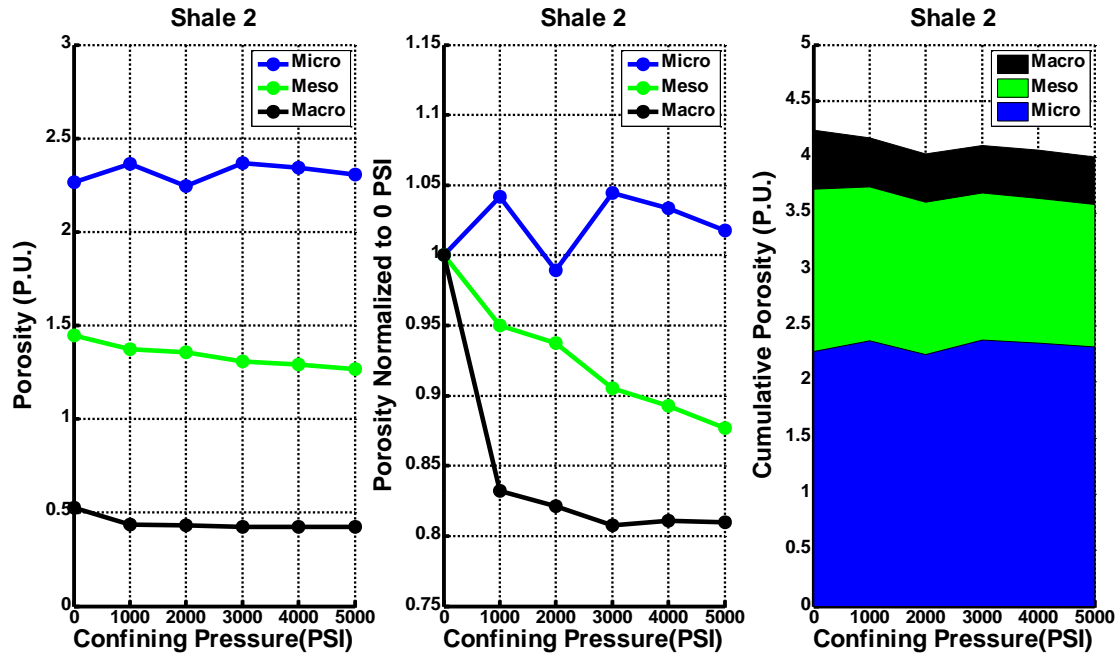 Shale 2
3
2.5
2
1.5
1
0.5
0
Porosity (P.U.)
Micro
Meso
Macro
0 1000 2000 3000 4000 5000
Confining Pressure(PSI)
Shale 2
1.15
1.1
1.05
1
0.95
0.9
0.85
0.8
0.75
Porosity Normalized to 0 PSI
Micro
Meso
Macro
0 1000 2000 3000 4000 5000
Confining Pressure(PSI)
Shale 2
5
4.5
4
3.5
3
2.5
2
1.5
1
0.5
0
Cumulative Porosity (P.U.)
Macro
Meso
Micro
0 1000 2000 3000 4000 5000
Confining Pressure(PSI)